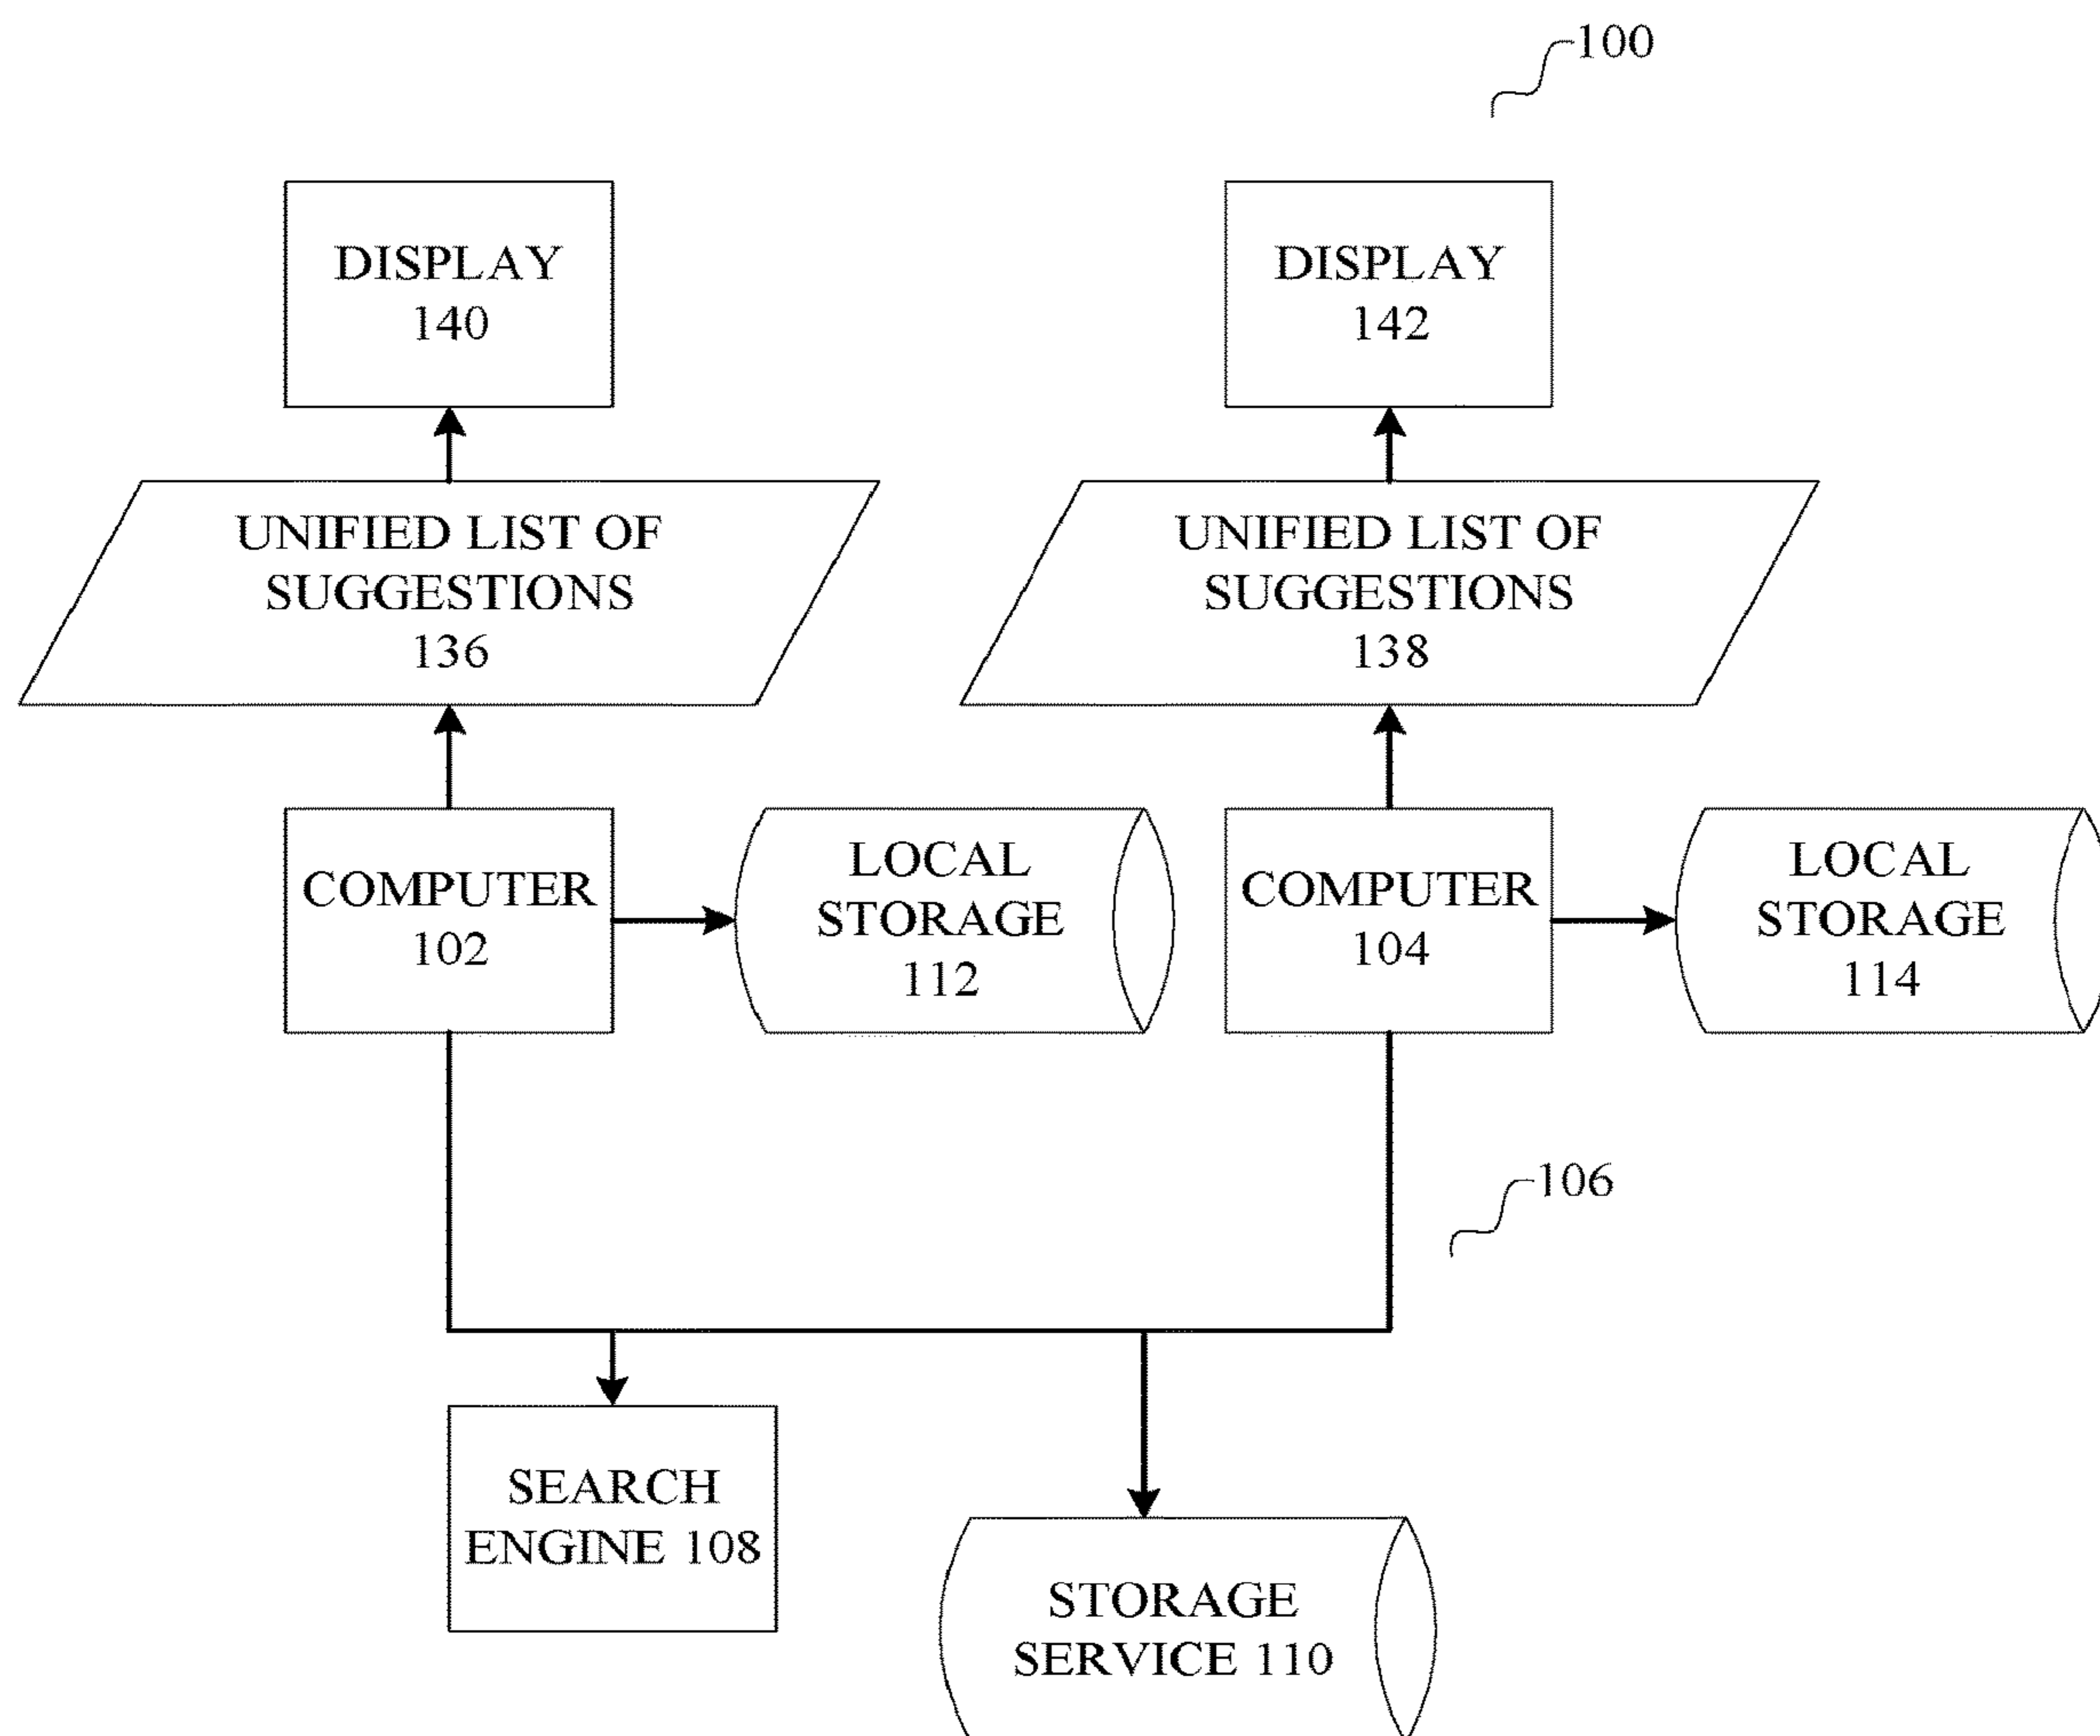 100
DISPLAY
140
DISPLAY
142
UNIFIED LIST OF
SUGGESTIONS
136
UNIFIED LIST OF
SUGGESTIONS
138
COMPUTER
102
LOCAL
STORAGE
112
COMPUTER
104
LOCAL
STORAGE
114
106
SEARCH
ENGINE 108
STORAGE
SERVICE 110